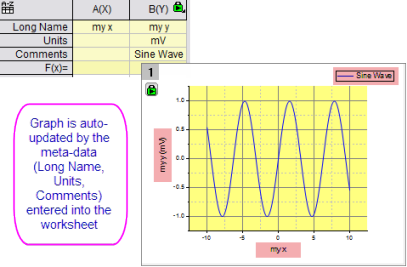 A(X) B(Y)
Long Name my x my y
Units mV
Comments Sine Wave
F(x)=
1
Sine Wave
Graph is auto-
updated by the
meta-data
(Long Name,
Units,
Comments)
entered into the
worksheet
my y (mV)
1.0
0.5
0.0
-0.5
-1.0
-10 -5 0 5 10
my x